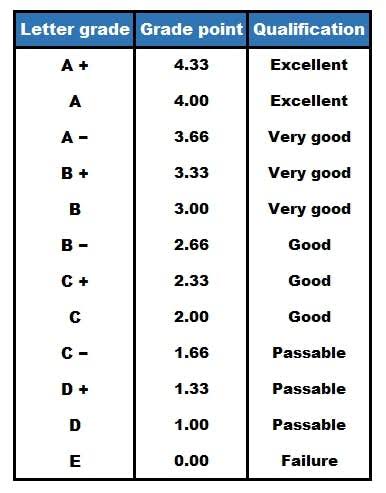 Letter grade Grade point Qualification
A + 4.33 Excellent
A 4.00 Excellent
A - 3.66 Very good
B + 3.33 Very good
B 3.00 Very good
B - 2.66 Good
C + 2.33 Good
C 2.00 Good
C - 1.66 Passable
D + 1.33 Passable
D 1.00 Passable
E 0.00 Failure